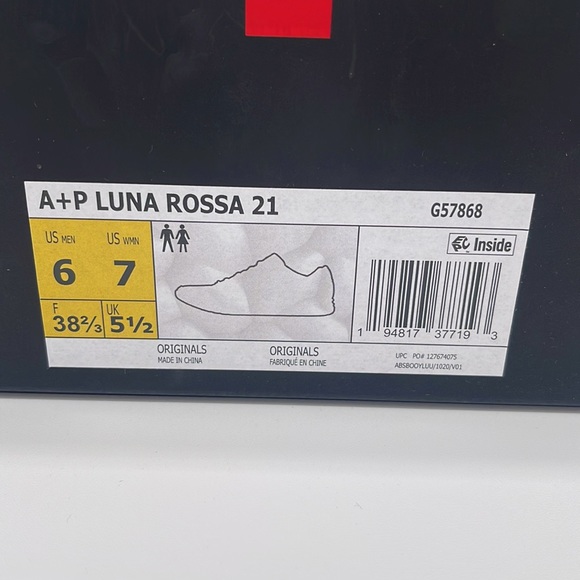 A+P LUNA ROSSA 21
G57868
US MEN US WMN
6 7
F UK
38⅔ 5½
Inside
1 94817 37719 3
ORIGINALS ORIGINALS
MADE IN CHINA FABRIQUÉ EN CHINE
UPC PO# 127674075
ABSBOOYLUU/1020/V01